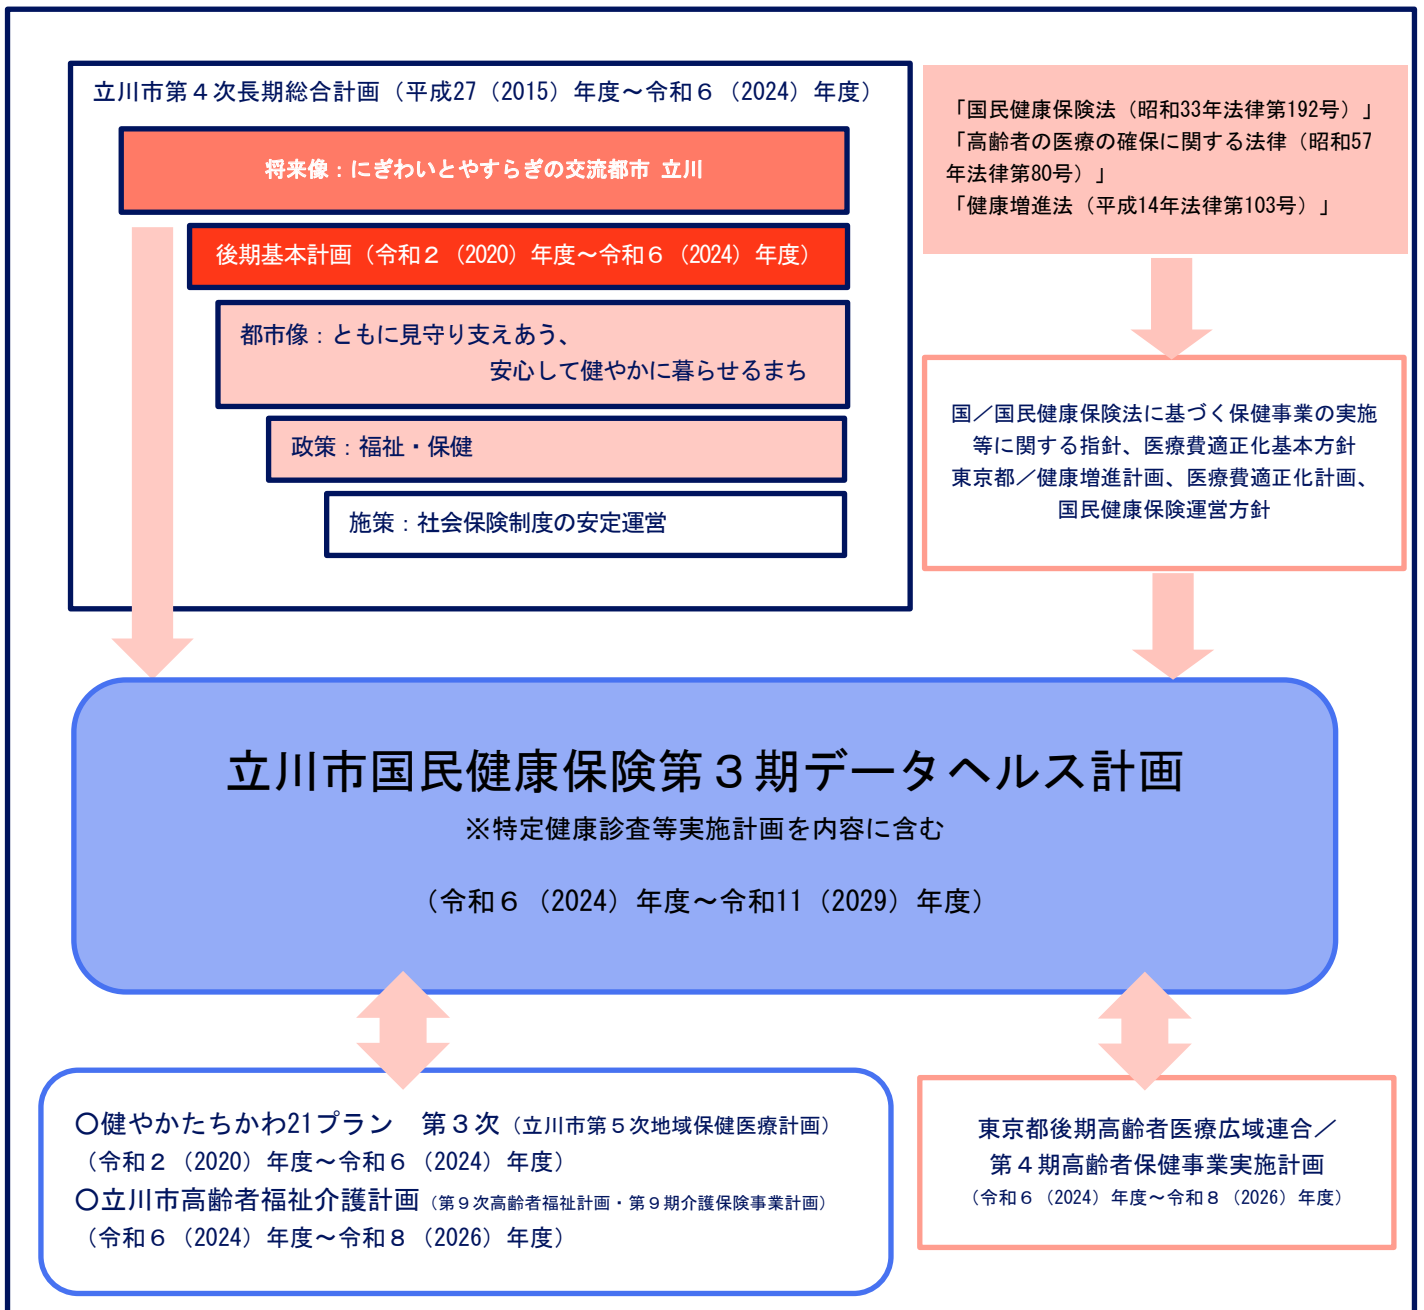 立川市第４次長期総合計画（平成27（2015）年度～令和６（2024）年度）
将来像：にぎわいとやすらぎの交流都市 立川
後期基本計画（令和２（2020）年度～令和６（2024）年度）
都市像：ともに見守り支えあう、
安心して健やかに暮らせるまち
政策：福祉・保健
施策：社会保険制度の安定運営
「国民健康保険法（昭和33年法律第192号）」
「高齢者の医療の確保に関する法律（昭和57
年法律第80号）」
「健康増進法（平成14年法律第103号）」
国／国民健康保険法に基づく保健事業の実施
等に関する指針、医療費適正化基本方針
東京都／健康増進計画、医療費適正化計画、
国民健康保険運営方針
立川市国民健康保険第３期データヘルス計画
※特定健康診査等実施計画を内容に含む
（令和６（2024）年度～令和11（2029）年度）
〇健やかたちかわ21プラン　第３次（立川市第５次地域保健医療計画）
（令和２（2020）年度～令和６（2024）年度）
〇立川市高齢者福祉介護計画（第９次高齢者福祉計画・第９期介護保険事業計画）
（令和６（2024）年度～令和８（2026）年度）
東京都後期高齢者医療広域連合／
第４期高齢者保健事業実施計画
（令和６（2024）年度～令和８（2026）年度）